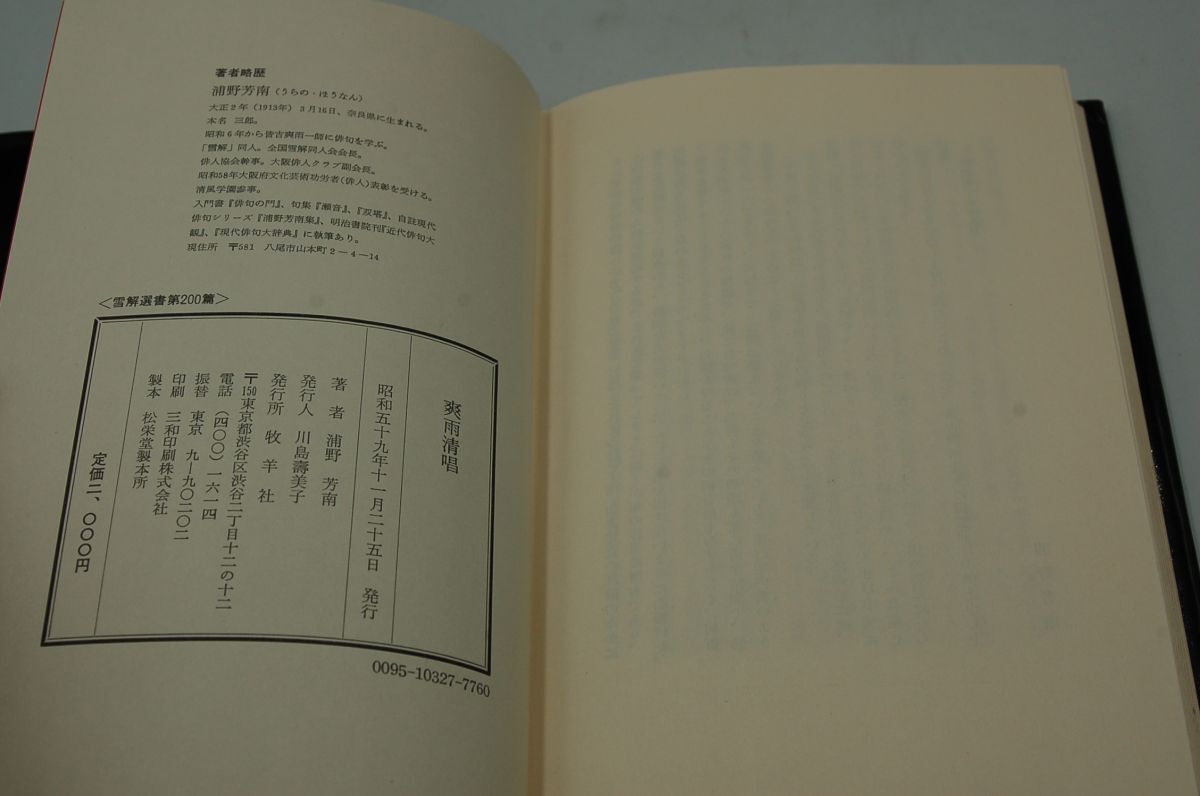 著者略歴
浦野芳南(うらの・ほうなん)
大正2年(1913年)3月16日、奈良県に生まれる。
本名 三郎。
昭和6年から皆吉爽雨一師に俳句を学ぶ。
「雪解」同人。全国雪解同人会会長。
俳人協会幹事。大阪俳人クラブ副会長。
昭和58年大阪府文化芸術功労者(俳人)表彰を受ける。
清風学園参事。
入門書『俳句の門』、句集『瀬音』、『双塔』、自註現代
俳句シリーズ『浦野芳南集』、明治書院刊『近代俳句大
観』、『現代俳句大辞典』に執筆あり。
現住所 〒581 八尾市山本町2-4-14
<雪解選書第200篇>
爽雨清唱
昭和五十九年十一月二十五日 発行
著者 浦野芳南
発行人 川島壽美子
発行所 牧羊社
〒150東京都渋谷区渋谷二丁目十二の十二
電話 (四〇〇)一六一四
振替 東京 九―九〇二〇二
印刷 三和印刷株式会社
製本 松栄堂製本所
定価二、〇〇〇円
0095-10327-7760